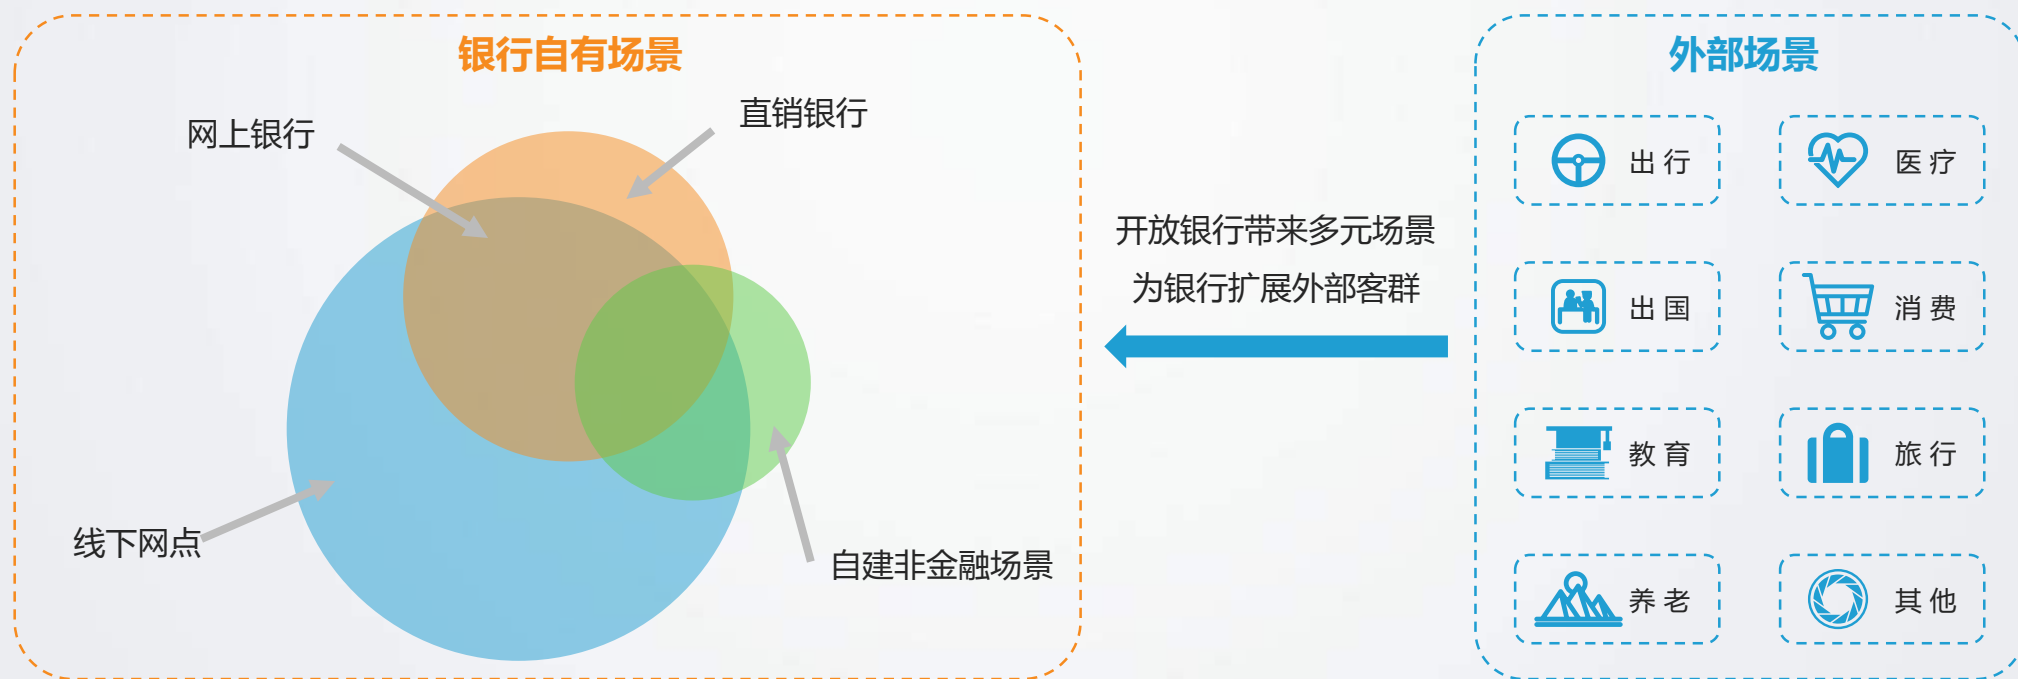 银行自有场景
网上银行
直销银行
线下网点
自建非金融场景
开放银行带来多元场景
为银行扩展外部客群
外部场景
出行
医疗
出国
消费
教育
旅行
养老
其他